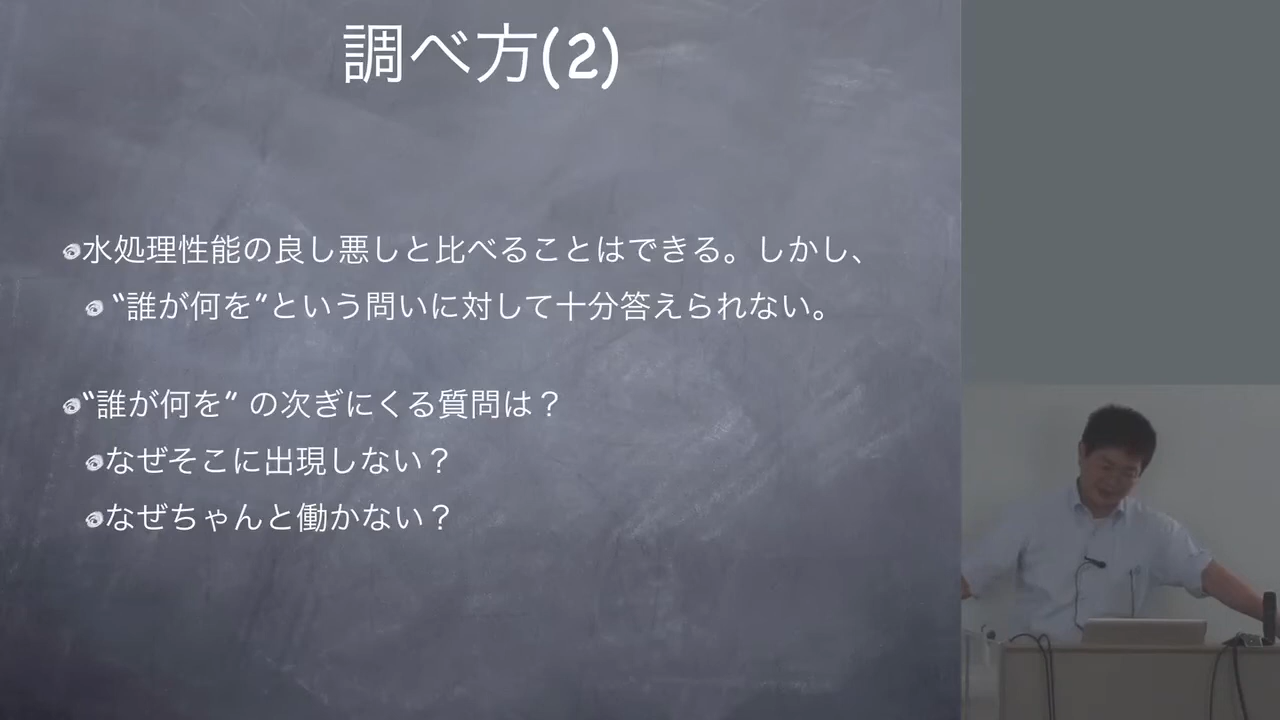 調べ方(2)
水処理性能の良し悪しと比べることはできる。しかし、
“誰が何を”という問いに対して十分答えられない。
“誰が何を” の次ぎにくる質問は？
なぜそこに出現しない？
なぜちゃんと働かない？